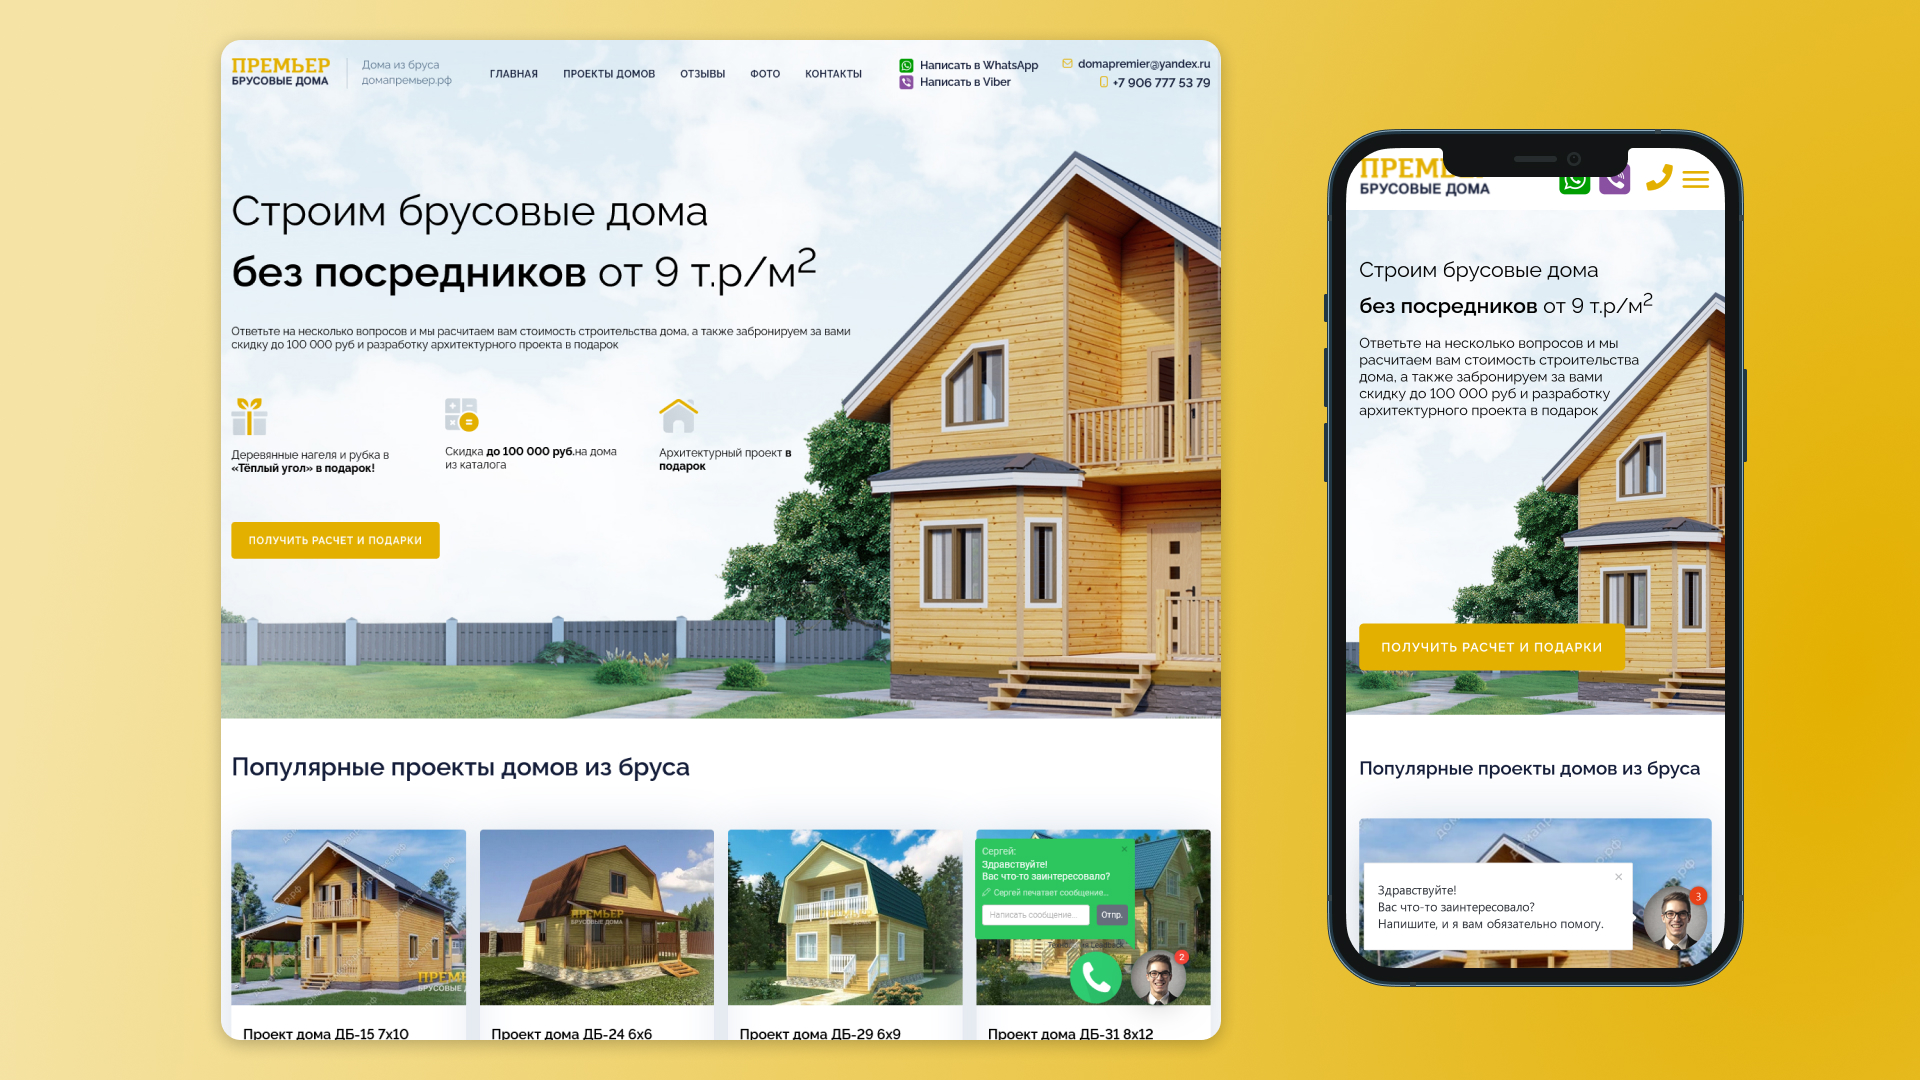 ПРЕМЬЕР
БРУСОВЫЕ ДОМА
Дома из бруса
домапремьер.рф
ГЛАВНАЯ
ПРОЕКТЫ ДОМОВ
ОТЗЫВЫ
ФОТО
КОНТАКТЫ
Написать в WhatsApp
Написать в Viber
domapremier@yandex.ru
+7 906 777 53 79
Строим брусовые дома
без посредников от 9 т.р/м²
Ответьте на несколько вопросов и мы расчитаем вам стоимость строительства дома, а также забронируем за вами
скидку до 100 000 руб и разработку архитектурного проекта в подарок
Деревянные нагеля и рубка в
«Тёплый угол» в подарок!
Скидка до 100 000 руб.на дома
из каталога
Архитектурный проект в
подарок
ПОЛУЧИТЬ РАСЧЕТ И ПОДАРКИ
Популярные проекты домов из бруса
ПРЕМЬЕР
БРУСОВЫЕ ДОМА
Сергей:
Здравствуйте!
Вас что-то заинтересовало?
Сергей печатает сообщение...
Написать сообщение...
Отпр.
2
Проект дома ДБ-15 7х10
Проект дома ДБ-24 6х6
Проект дома ДБ-29 6х9
Проект дома ДБ-31 8х12
БРУСОВЫЕ ДОМА
Строим брусовые дома
без посредников от 9 т.р/м²
Ответьте на несколько вопросов и мы
расчитаем вам стоимость строительства
дома, а также забронируем за вами
скидку до 100 000 руб и разработку
архитектурного проекта в подарок
ПОЛУЧИТЬ РАСЧЕТ И ПОДАРКИ
Популярные проекты домов из бруса
Здравствуйте!
Вас что-то заинтересовало?
Напишите, и я вам обязательно помогу.
3